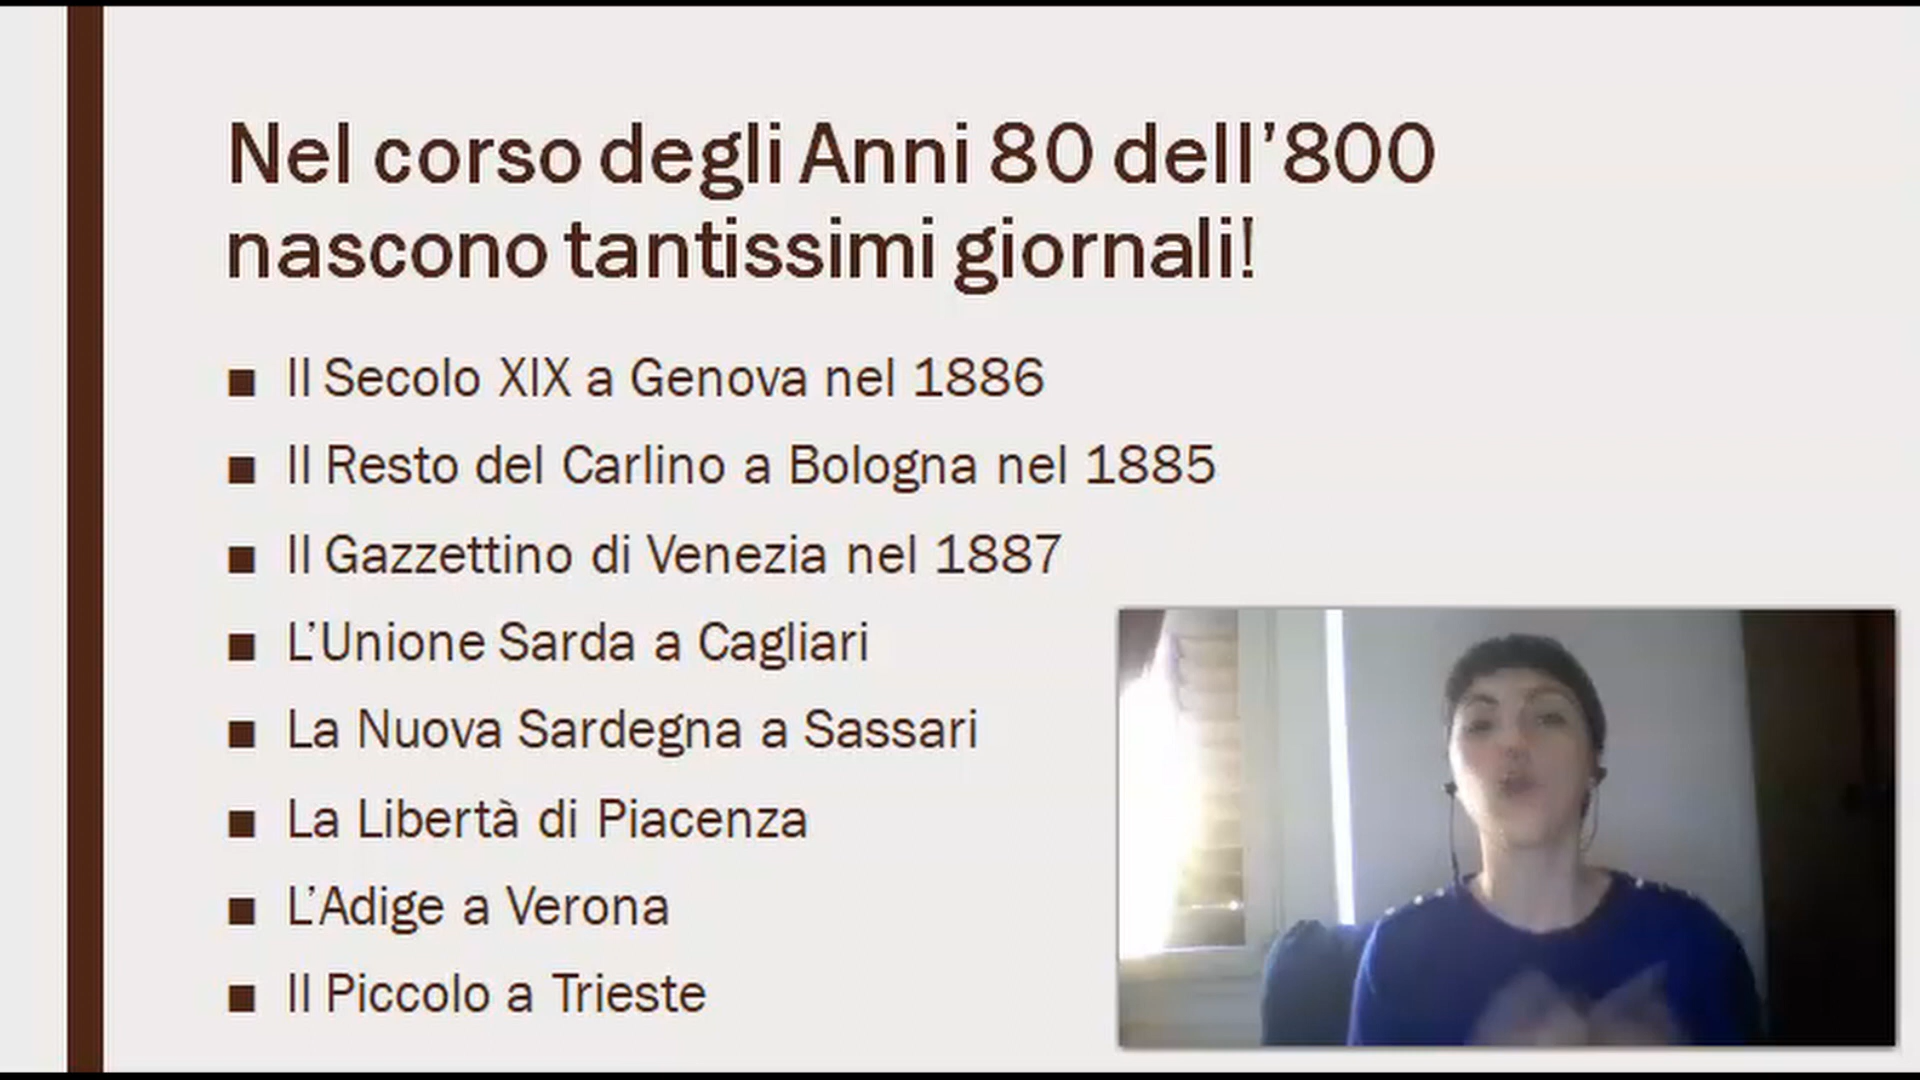 Nel corso degli Anni 80 dell’800
nascono tantissimi giornali!
■ Il Secolo XIX a Genova nel 1886
■ Il Resto del Carlino a Bologna nel 1885
■ Il Gazzettino di Venezia nel 1887
■ L’Unione Sarda a Cagliari
■ La Nuova Sardegna a Sassari
■ La Libertà di Piacenza
■ L’Adige a Verona
■ Il Piccolo a Trieste